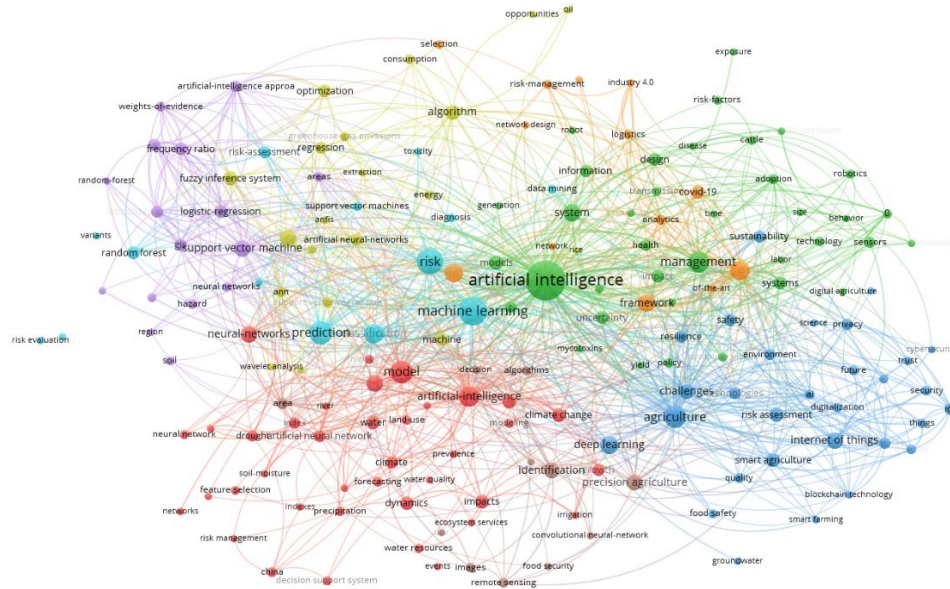 oil
opportunities
selection
exposure
consumption
artificial-intelligence approa
optimization
risk-management
industry 4.0
weights-of-evidence
risk-factors
algorithm
network design
robot
logistics
greenhouse gas emissions
cattle
frequency ratio
regression
disease
risk-assessment
toxicity
design
extraction
information
robotics
random-forest
fuzzy inference system
areas
adoption
energy
data mining
transmission
covid-19
support vector machines
generation
logistic-regression
system
time
size
behavior
diagnosis
analytics
variants
anfis
artificial neural-networks
sustainability
technology
sensors
support vector machine
network
rice
health
random forest
risk
models
management
labor
artificial intelligence
impact
systems
neural networks
of-the-art
digital agriculture
ann
hazard
framework
machine learning
uncertainty
safety
science
privacy
region
neural-networks
prediction
resilience
risk evaluation
machine
cybersecurity
mycotoxins
environment
soil
decision
yield
policy
trust
wavelet analysis
model
algorithms
future
challenges
ai
security
area
river
artificial-intelligence
digitalization
index
land-use
climate change
agriculture
risk assessment
things
neural network
drought
artificial neural network
water
modeling
internet of things
deep learning
prevalence
climate
smart agriculture
soil-moisture
identification
forecasting
water quality
precision agriculture
quality
feature selection
blockchain technology
indexes
dynamics
impacts
networks
precipitation
irrigation
food safety
smart farming
ecosystem services
risk management
convolutional neural-network
water resources
groundwater
events
images
food security
china
decision support system
remote sensing